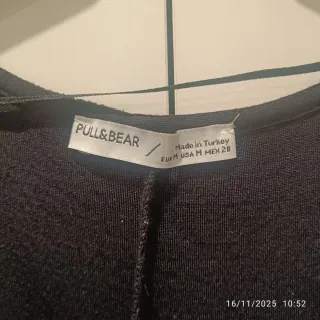 PULL&BEAR
Made in Turkey
EUR M USA M MEX 28
16/11/2025 10:52